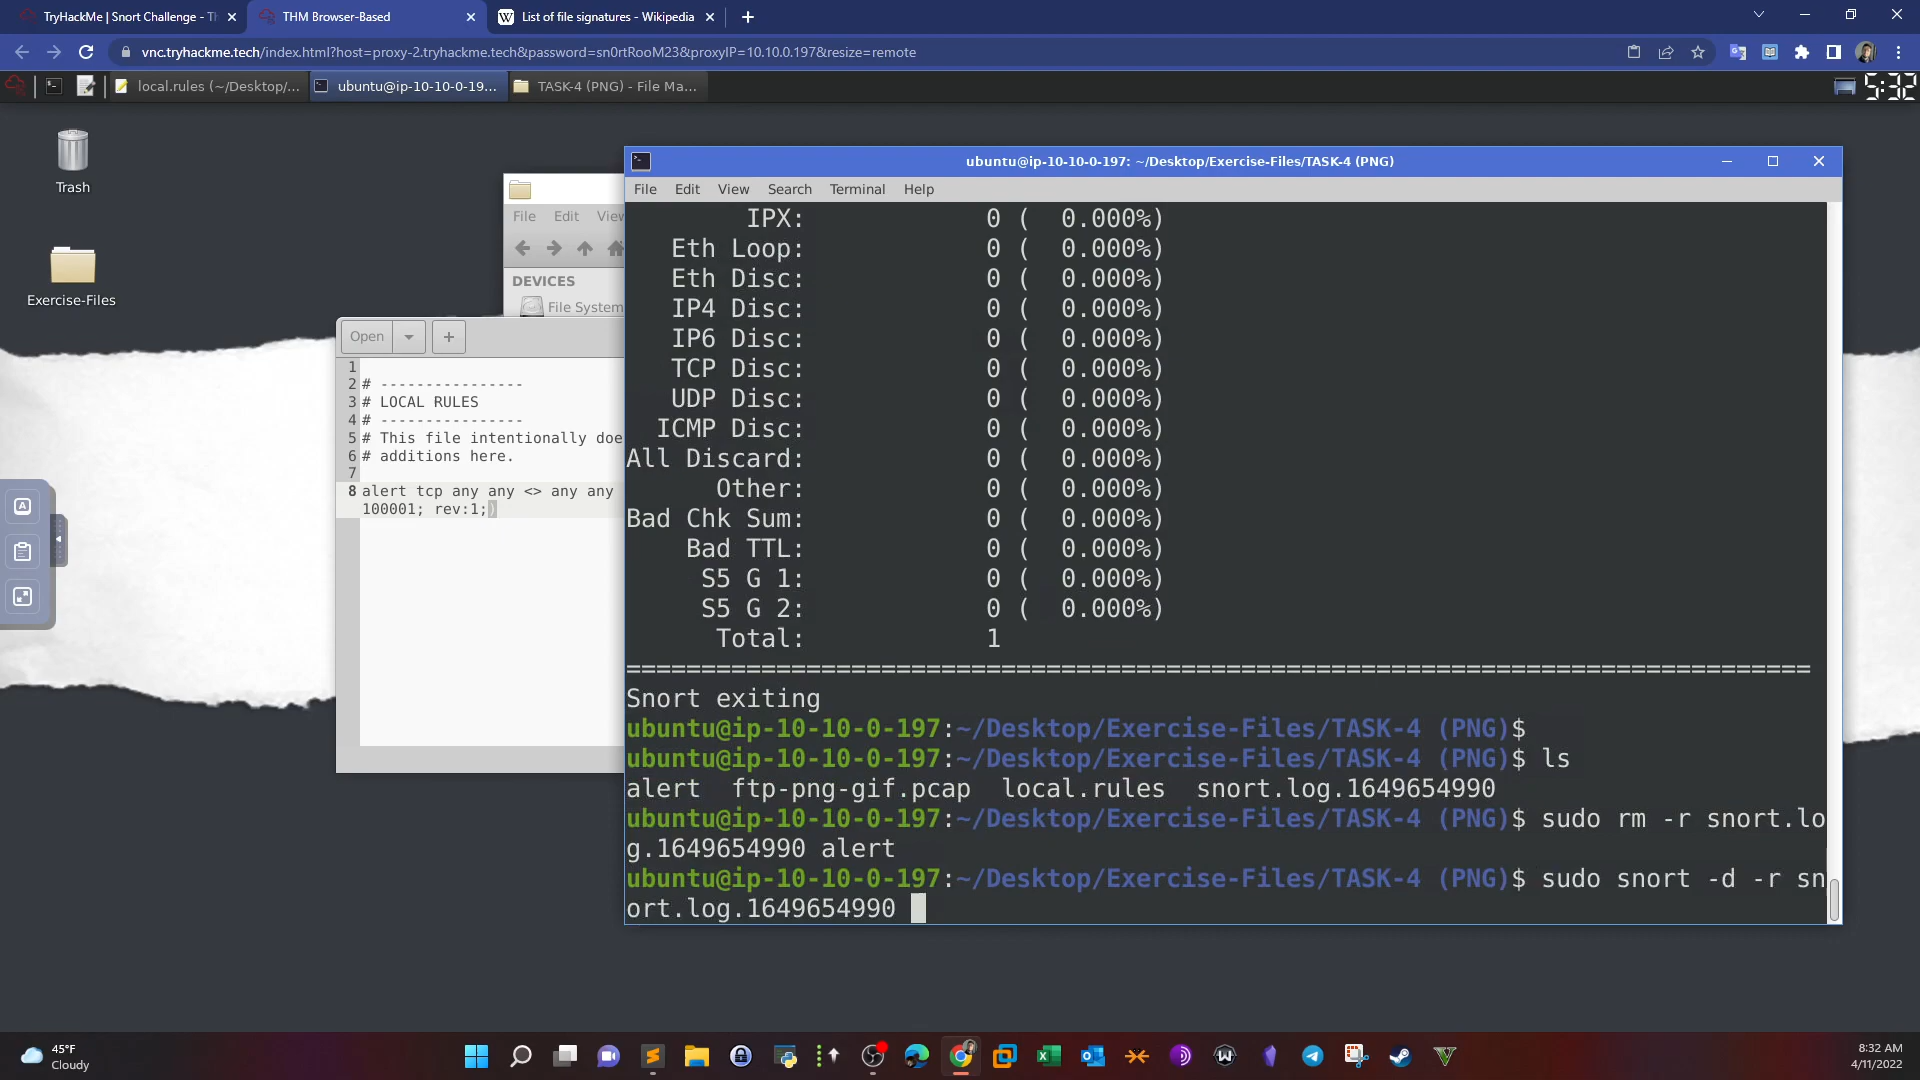 TryHackMe | Snort Challenge - Th
THM Browser-Based
W List of file signatures - Wikipedia
vnc.tryhackme.tech/index.html?host=proxy-2.tryhackme.tech&password=sn0rtRooM23&proxyIP=10.10.0.197&resize=remote
local.rules (~/Desktop/...
ubuntu@ip-10-10-0-19...
TASK-4 (PNG) - File Ma...
5:32
Trash
Exercise-Files
File Edit View
DEVICES
File System
Open
1
2 # ----------------
3 # LOCAL RULES
4 # ----------------
5 # This file intentionally doe
6 # additions here.
7
8 alert tcp any any <> any any
100001; rev:1;)
ubuntu@ip-10-10-0-197: ~/Desktop/Exercise-Files/TASK-4 (PNG)
File Edit View Search Terminal Help
IPX: 0 ( 0.000%)
Eth Loop: 0 ( 0.000%)
Eth Disc: 0 ( 0.000%)
IP4 Disc: 0 ( 0.000%)
IP6 Disc: 0 ( 0.000%)
TCP Disc: 0 ( 0.000%)
UDP Disc: 0 ( 0.000%)
ICMP Disc: 0 ( 0.000%)
All Discard: 0 ( 0.000%)
Other: 0 ( 0.000%)
Bad Chk Sum: 0 ( 0.000%)
Bad TTL: 0 ( 0.000%)
S5 G 1: 0 ( 0.000%)
S5 G 2: 0 ( 0.000%)
Total: 1
===============================================================================
Snort exiting
ubuntu@ip-10-10-0-197:~/Desktop/Exercise-Files/TASK-4 (PNG)$
ubuntu@ip-10-10-0-197:~/Desktop/Exercise-Files/TASK-4 (PNG)$ ls
alert ftp-png-gif.pcap local.rules snort.log.1649654990
ubuntu@ip-10-10-0-197:~/Desktop/Exercise-Files/TASK-4 (PNG)$ sudo rm -r snort.lo
g.1649654990 alert
ubuntu@ip-10-10-0-197:~/Desktop/Exercise-Files/TASK-4 (PNG)$ sudo snort -d -r sn
ort.log.1649654990
45°F
Cloudy
8:32 AM
4/11/2022